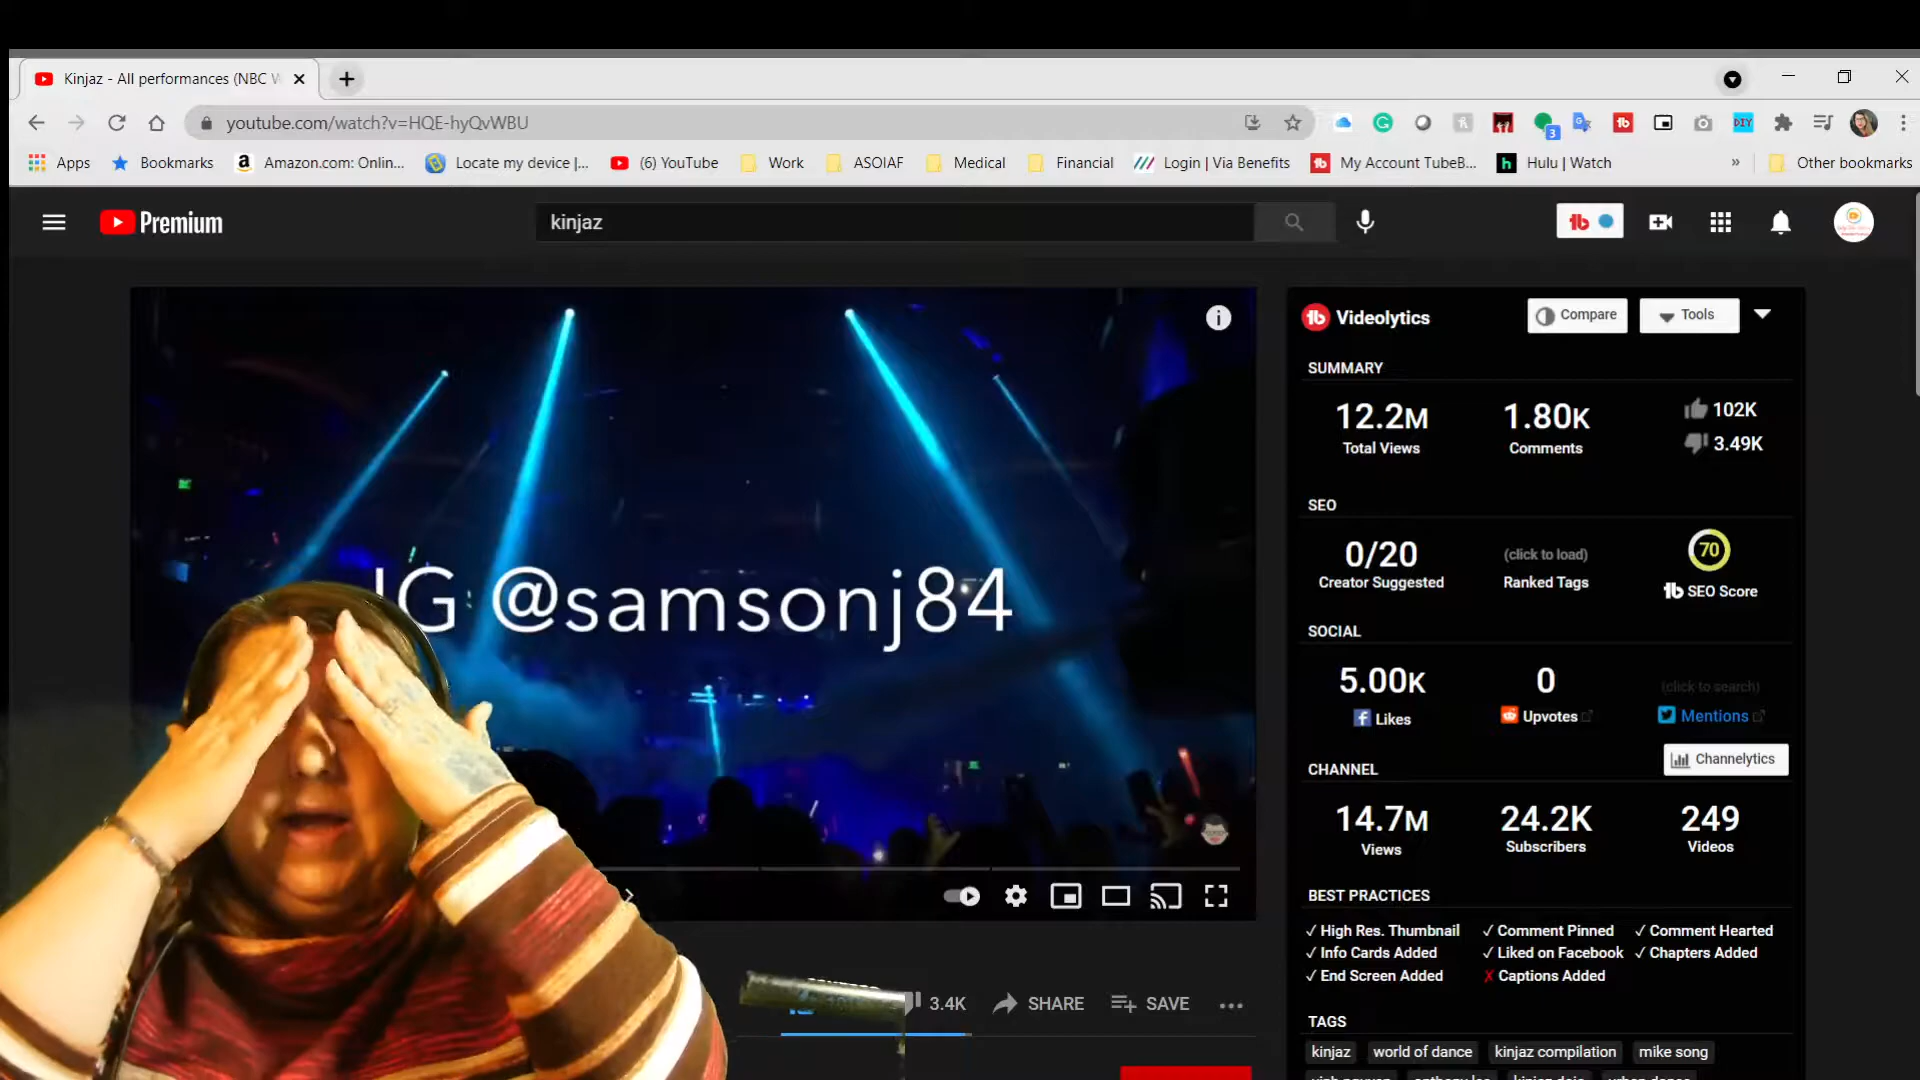 Kinjaz - All performances (NBC W
youtube.com/watch?v=HQE-hyQvWBU
3
DIY
Apps
Bookmarks
Amazon.com: Onlin...
Locate my device |...
(6) YouTube
Work
ASOIAF
Medical
Financial
Login | Via Benefits
My Account TubeB...
Hulu | Watch
»
Other bookmarks
Premium
kinjaz
IG @samsonj84
Videolytics
Compare
Tools
SUMMARY
12.2M
Total Views
1.80K
Comments
102K
3.49K
SEO
0/20
Creator Suggested
(click to load)
Ranked Tags
70
SEO Score
SOCIAL
5.00K
Likes
0
Upvotes
(click to search)
Mentions
CHANNEL
Channelytics
14.7M
Views
24.2K
Subscribers
249
Videos
BEST PRACTICES
✓ High Res. Thumbnail
✓ Comment Pinned
✓ Comment Hearted
✓ Info Cards Added
✓ Liked on Facebook
✓ Chapters Added
✓ End Screen Added
✗ Captions Added
3.4K
SHARE
SAVE
TAGS
kinjaz
world of dance
kinjaz compilation
mike song